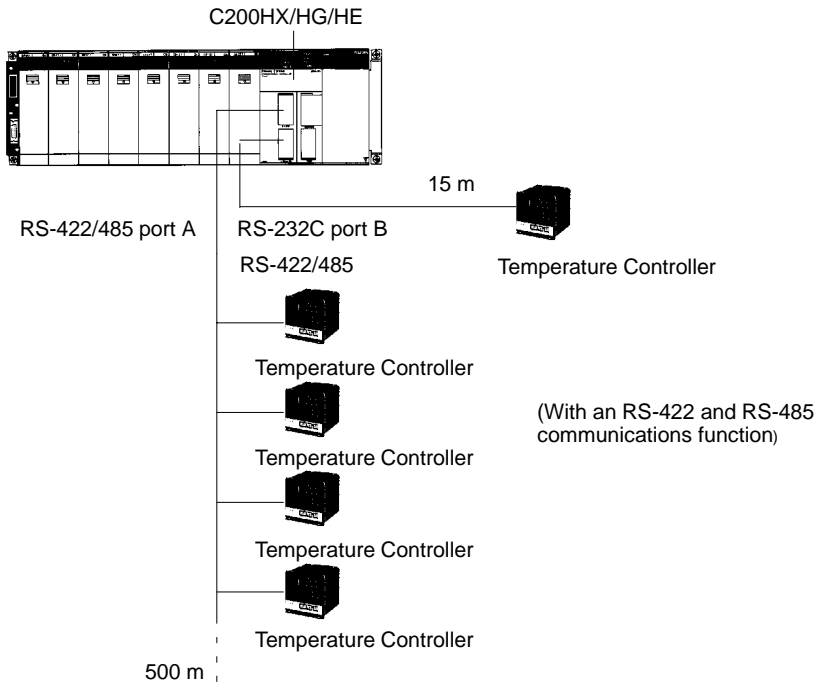 C200HX/HG/HE
15 m
RS-422/485 port A
RS-232C port B
RS-422/485
Temperature Controller
Temperature Controller
Temperature Controller
(With an RS-422 and RS-485
communications function)
Temperature Controller
Temperature Controller
500 m